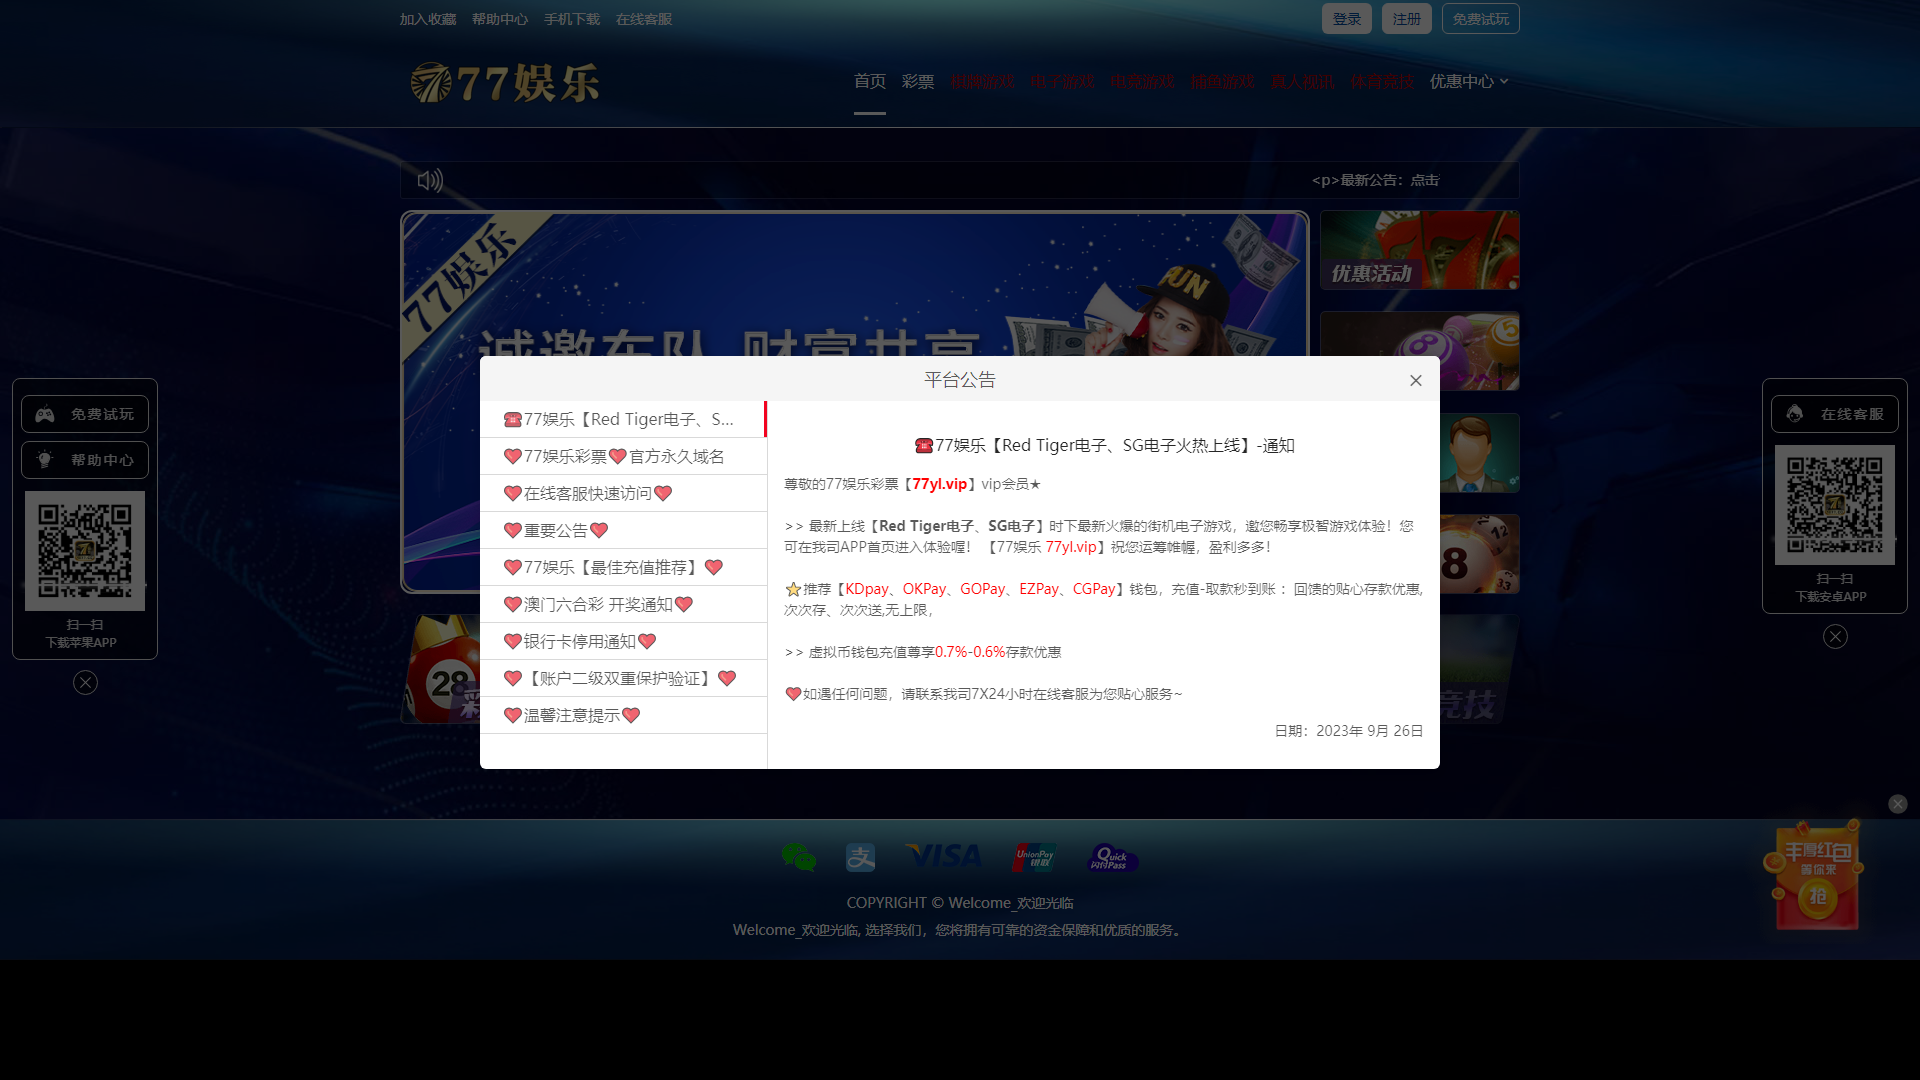 加入收藏 帮助中心 手机下载 在线客服
登录 注册 免费试玩
77娱乐
首页 彩票 棋牌游戏 电子游戏 电竞游戏 捕鱼游戏 真人视讯 体育竞技 优惠中心
<p>最新公告：点击
77娱乐
诚邀车队 财富共享
优惠活动
免费试玩
帮助中心
扫一扫
下载苹果APP
在线客服
扫一扫
下载安卓APP
平台公告
☎️77娱乐【Red Tiger电子、S...
❤️77娱乐彩票❤️官方永久域名
❤️在线客服快速访问❤️
❤️重要公告❤️
❤️77娱乐【最佳充值推荐】❤️
❤️澳门六合彩 开奖通知❤️
❤️银行卡停用通知❤️
❤️【账户二级双重保护验证】❤️
❤️温馨注意提示❤️
☎️77娱乐【Red Tiger电子、SG电子火热上线】-通知
尊敬的77娱乐彩票【77yl.vip】vip会员★
>> 最新上线【Red Tiger电子、SG电子】时下最新火爆的街机电子游戏，邀您畅享极智游戏体验！您
可在我司APP首页进入体验喔！ 【77娱乐 77yl.vip】祝您运筹帷幄，盈利多多！
⭐推荐【KDpay、OKPay、GOPay、EZPay、CGPay】钱包，充值-取款秒到账 ：回馈的贴心存款优惠,
次次存、次次送,无上限，
>> 虚拟币钱包充值尊享0.7%-0.6%存款优惠
❤️如遇任何问题，请联系我司7X24小时在线客服为您贴心服务~
日期：2023年 9月 26日
28
彩
竞技
支 VISA UnionPay 银联 Quick Pass 闪付
COPYRIGHT © Welcome_欢迎光临
Welcome_欢迎光临, 选择我们，您将拥有可靠的资金保障和优质的服务。
丰厚红包
等你来
抢